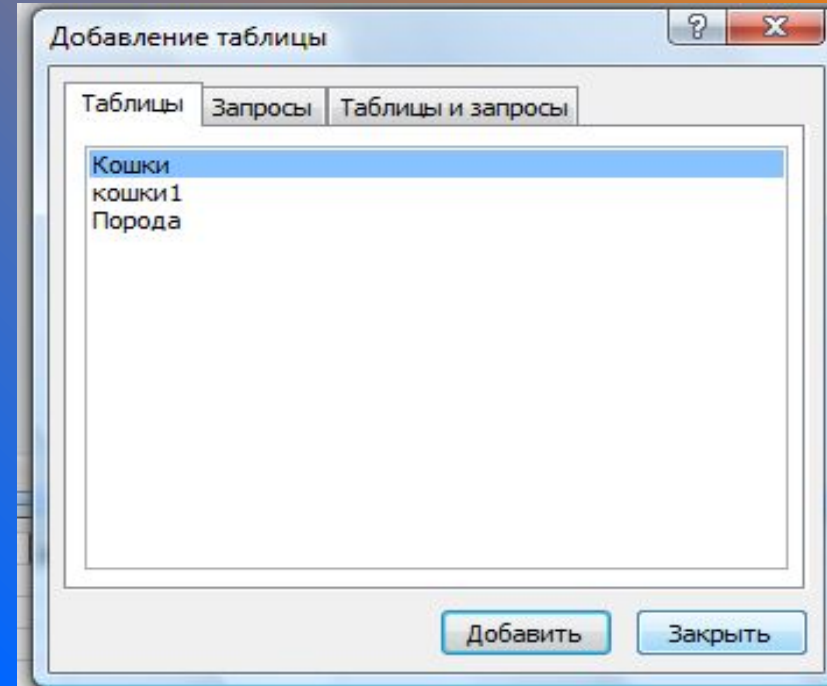 Добавление таблицы
Таблицы Запросы Таблицы и запросы
Кошки
кошки1
Порода
Добавить Закрыть